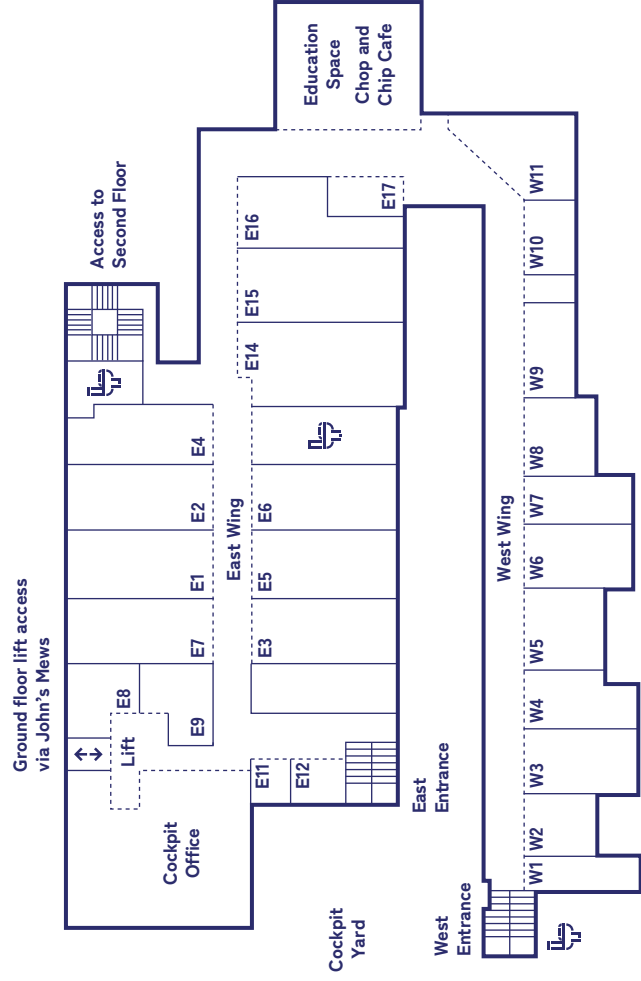 Ground floor lift access
via John's Mews
Access to
Second Floor
Education
Space
Chop and
Chip Cafe
Lift
E8
E9
E7
E1
E2
E4
East Wing
E3
E5
E6
E14
E15
E16
E17
E11
E12
Cockpit
Office
East
Entrance
Cockpit
Yard
West
Entrance
West Wing
W1
W2
W3
W4
W5
W6
W7
W8
W9
W10
W11